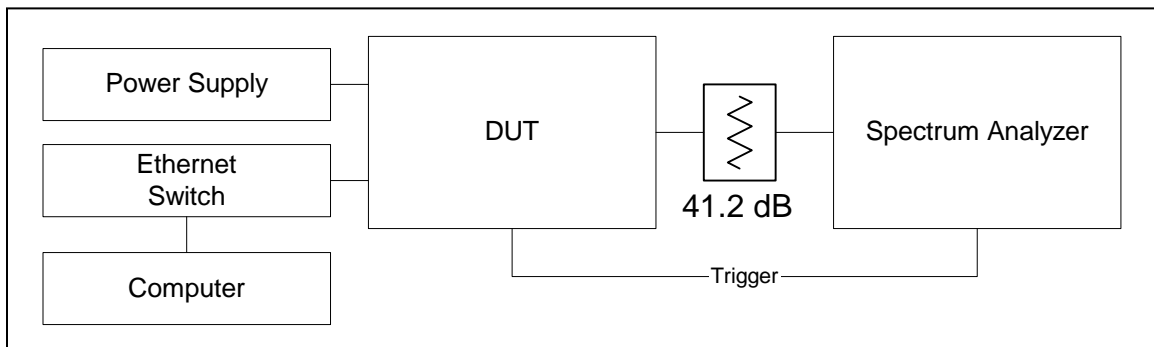 Power Supply
Ethernet
Switch
Computer
DUT
41.2 dB
Spectrum Analyzer
Trigger